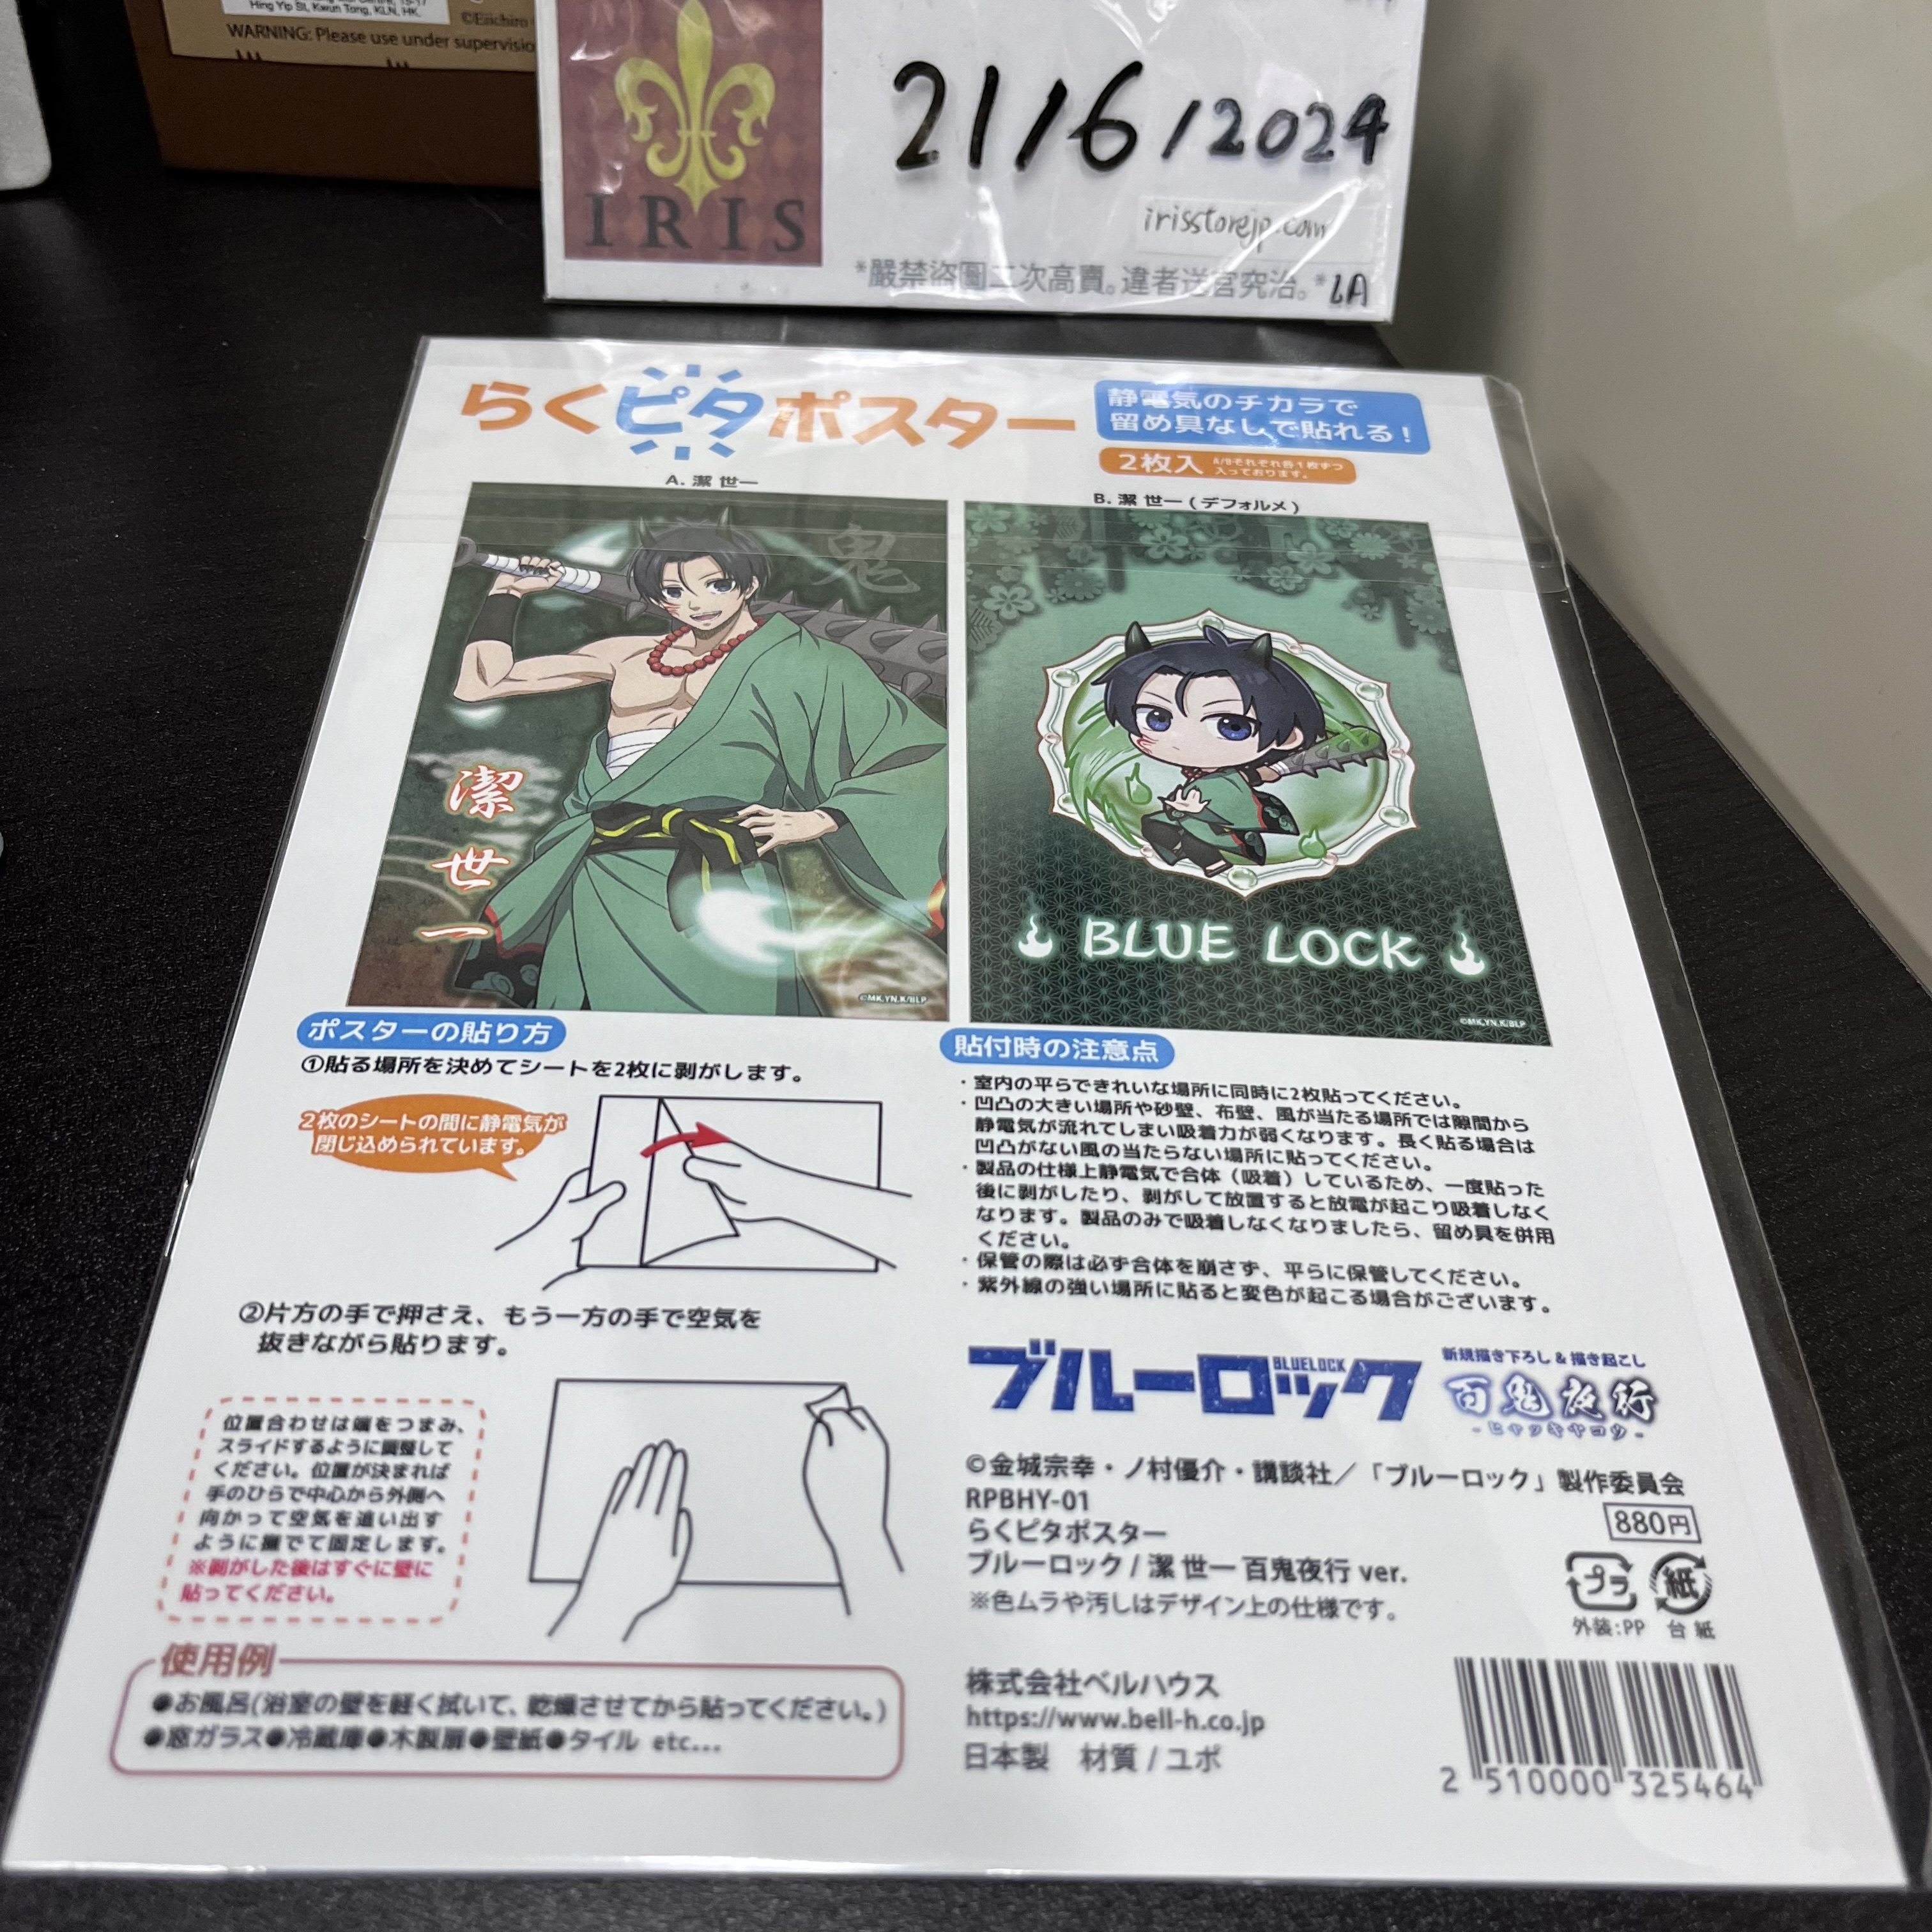 Hing Yip St, Kwun Tong, KLN, HK.
©Eiichiro
WARNING: Please use under supervisio
21/6/2024
IRIS
irisstorejp.com
*嚴禁盜圖二次高賣。違者送官究治。*LA
らくピタポスター
静電気のチカラで
留め具なしで貼れる!
2枚入 A/Bそれぞれ各1枚ずつ
入っております。
A. 潔 世一
B. 潔 世一 (デフォルメ)
鬼
潔
世
一
©MK,YN,K/BLP
BLUE LOCK
©MK,YN,K/BLP
ポスターの貼り方
①貼る場所を決めてシートを2枚に剥がします。
2枚のシートの間に静電気が
閉じ込められています。
②片方の手で押さえ、もう一方の手で空気を
抜きながら貼ります。
位置合わせは端をつまみ、
スライドするように調整して
ください。位置が決まれば
手のひらで中心から外側へ
向かって空気を追い出す
ように撫でて固定します。
※剥がした後はすぐに壁に
貼ってください。
使用例
●お風呂(浴室の壁を軽く拭いて、乾燥させてから貼ってください。)
●窓ガラス●冷蔵庫●木製扉●壁紙●タイル etc...
貼付時の注意点
・室内の平らできれいな場所に同時に2枚貼ってください。
・凹凸の大きい場所や砂壁、布壁、風が当たる場所では隙間から
静電気が流れてしまい吸着力が弱くなります。長く貼る場合は
凹凸がない風の当たらない場所に貼ってください。
・製品の仕様上静電気で合体（吸着）しているため、一度貼った
後に剥がしたり、剥がして放置すると放電が起こり吸着しなく
なります。製品のみで吸着しなくなりましたら、留め具を併用
ください。
・保管の際は必ず合体を崩さず、平らに保管してください。
・紫外線の強い場所に貼ると変色が起こる場合がございます。
ブルーロック
BLUELOCK
新規描き下ろし & 描き起こし
百鬼夜行
-ヒャッキヤコウ-
©金城宗幸・ノ村優介・講談社／「ブルーロック」製作委員会
RPBHY-01
880円
らくピタポスター
ブルーロック / 潔 世一 百鬼夜行 ver.
※色ムラや汚しはデザイン上の仕様です。
プラ 紙
外装:PP 台紙
株式会社ベルハウス
https://www.bell-h.co.jp
日本製 材質 / ユポ
2 510000 325464